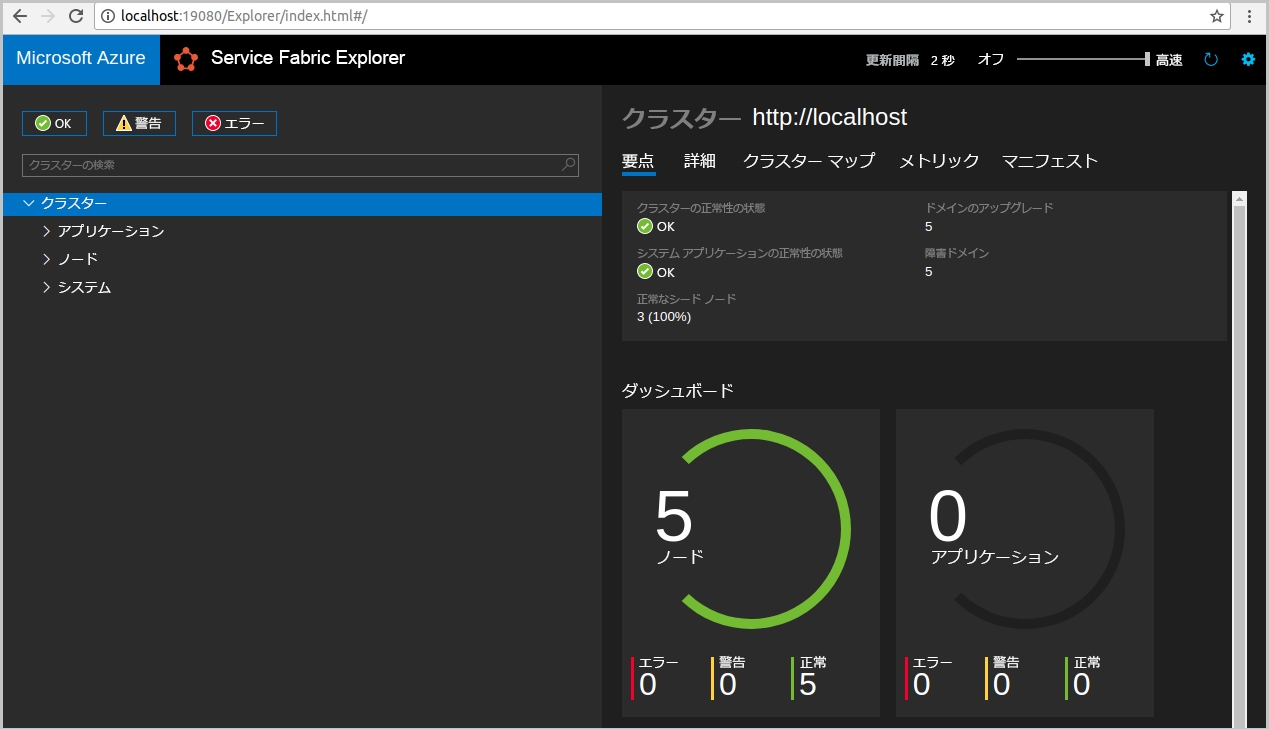 localhost:19080/Explorer/index.html#/
Microsoft Azure
Service Fabric Explorer
更新間隔 2 秒 オフ 高速
OK 警告 エラー
クラスターの検索
クラスター
アプリケーション
ノード
システム
クラスター http://localhost
要点 詳細 クラスター マップ メトリック マニフェスト
クラスターの正常性の状態
OK
ドメインのアップグレード
5
システム アプリケーションの正常性の状態
OK
障害ドメイン
5
正常なシード ノード
3 (100%)
ダッシュボード
5
ノード
エラー 警告 正常
0 0 5
0
アプリケーション
エラー 警告 正常
0 0 0